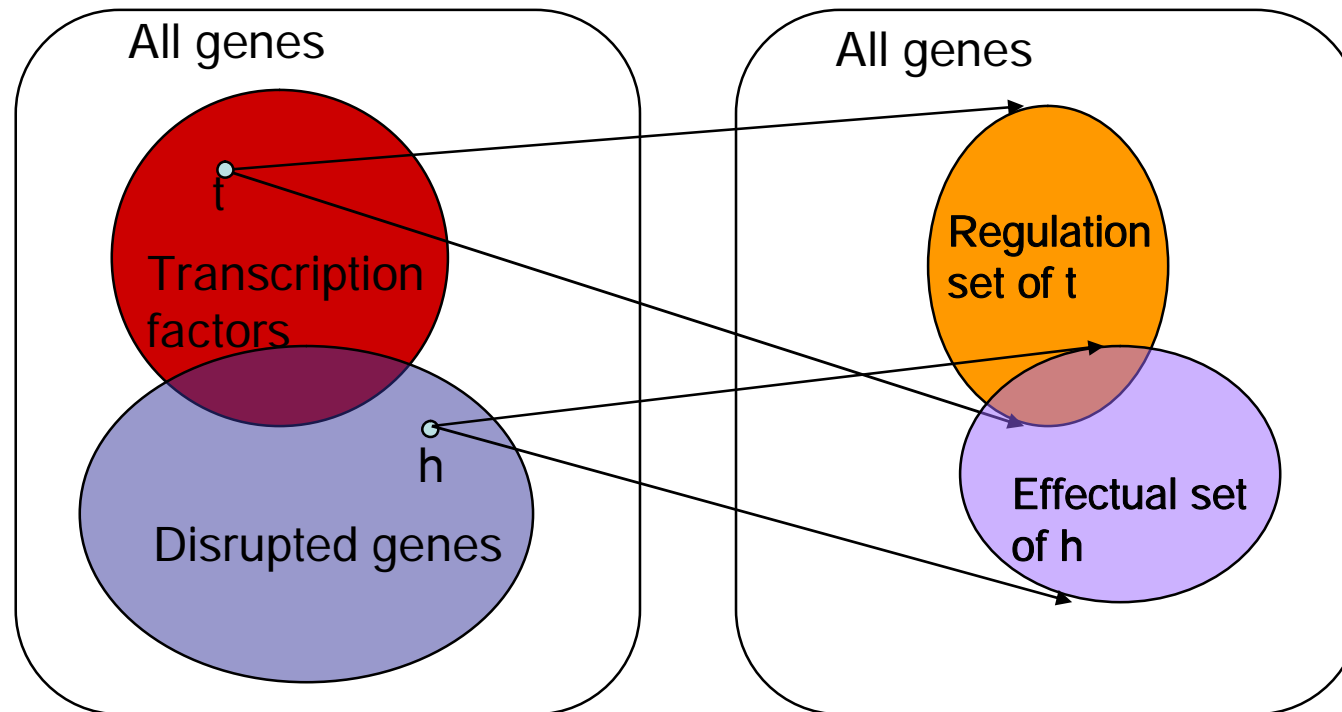 All genes
t
Transcription
factors
h
Disrupted genes
All genes
Regulation
set of t
Effectual set
of h